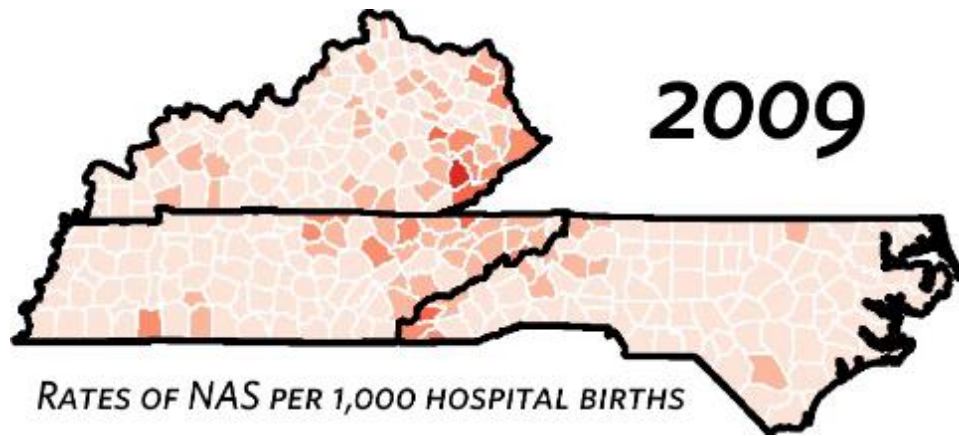 2009
Rates of NAS per 1,000 hospital births